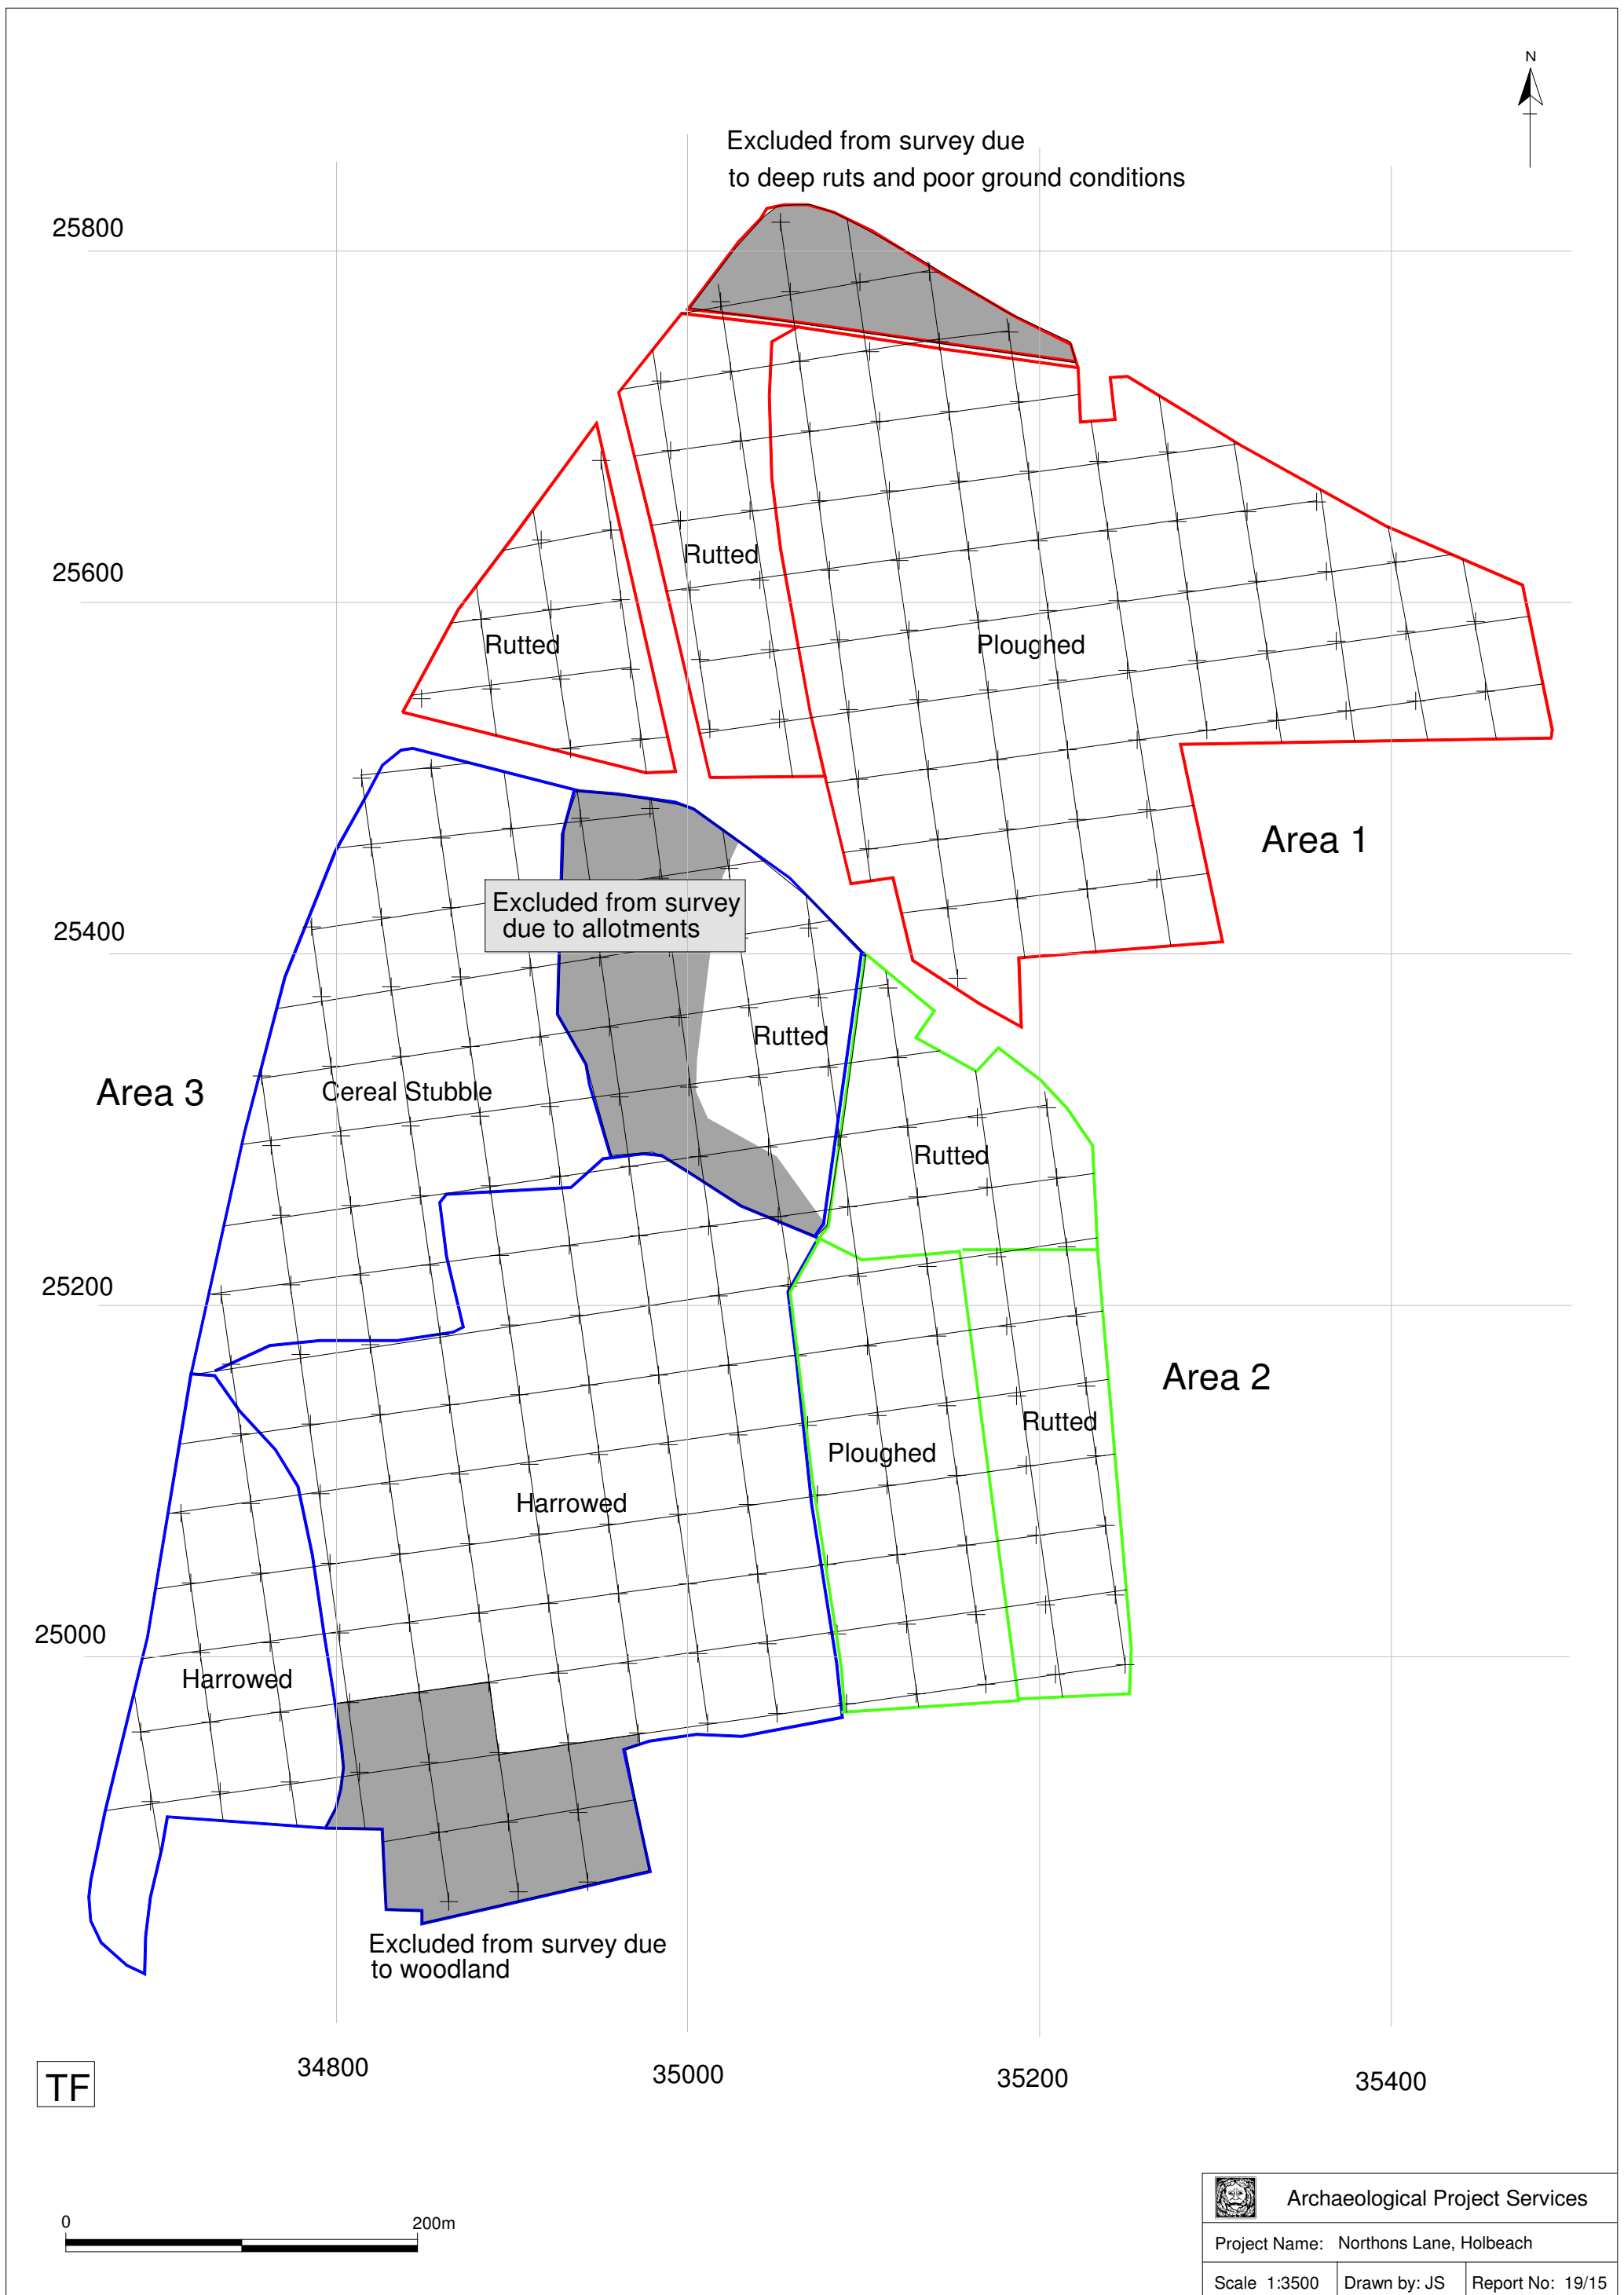 N
Excluded from survey due
to deep ruts and poor ground conditions
25800
Rutted
25600
Rutted
Ploughed
Area 1
Excluded from survey
due to allotments
25400
Rutted
Area 3
Cereal Stubble
Rutted
25200
Area 2
Rutted
Ploughed
Harrowed
25000
Harrowed
Excluded from survey due
to woodland
34800
35000
35200
35400
TF
0
200m
Archaeological Project Services
Project Name: Northons Lane, Holbeach
Scale 1:3500
Drawn by: JS
Report No: 19/15